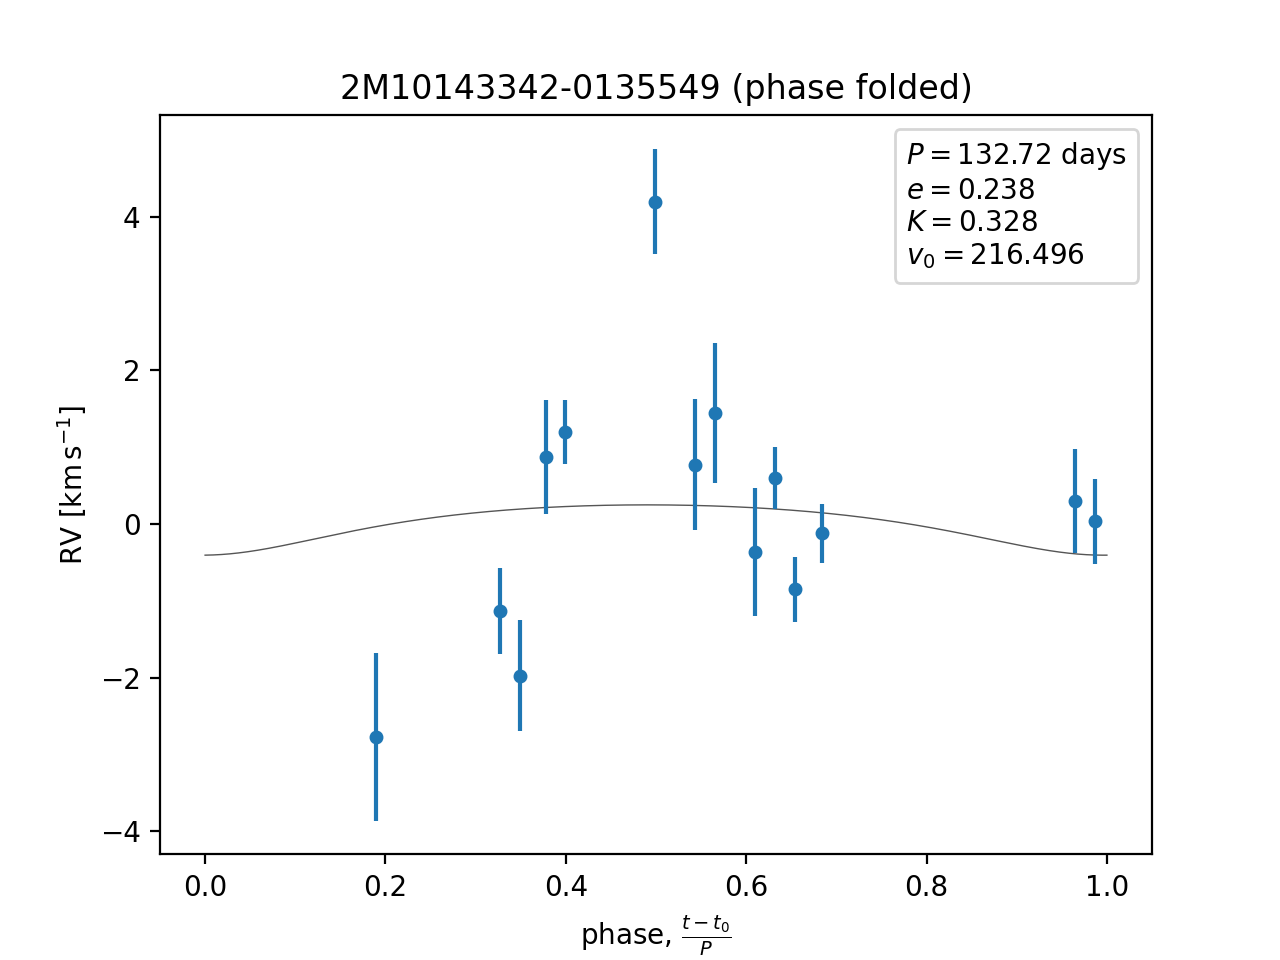 2M10143342-0135549 (phase folded)
P = 132.72 days
e = 0.238
K = 0.328
v₀ = 216.496
RV [km s⁻¹]
4
2
0
−2
−4
0.0 0.2 0.4 0.6 0.8 1.0
phase, (t − t₀)/P